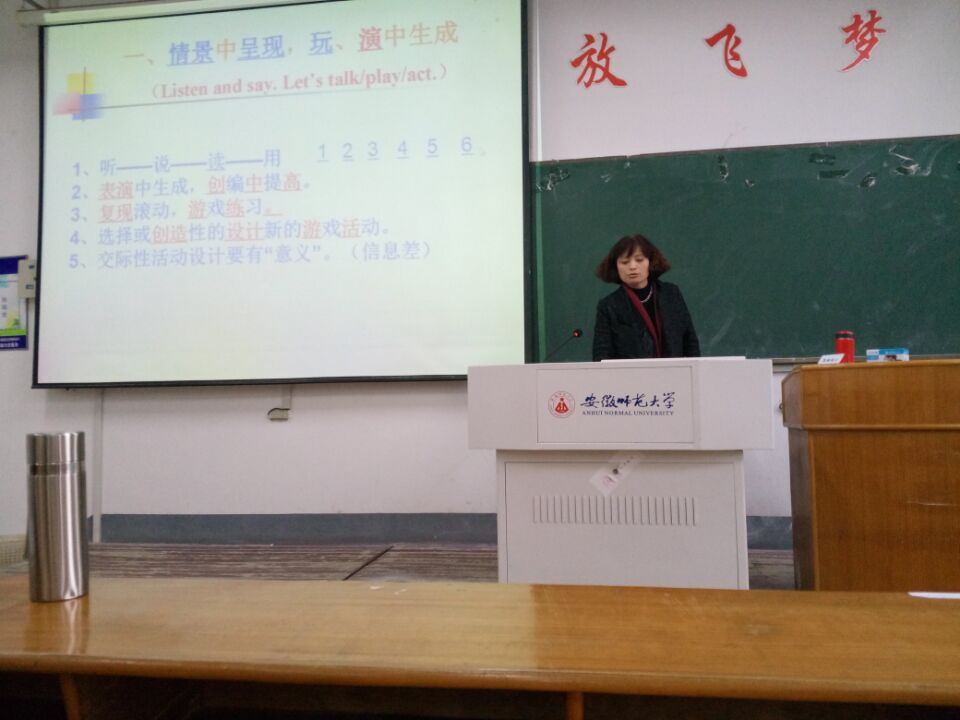 一、情景中呈现，玩、演中生成
（Listen and say. Let's talk/play/act.）
1、听——说——读——用 1 2 3 4 5 6
2、表演中生成，创编中提高。
3、复现滚动，游戏练习。
4、选择或创造性的设计新的游戏活动。
5、交际性活动设计要有“意义”。（信息差）
放飞梦
安徽师范大学
ANHUI NORMAL UNIVERSITY